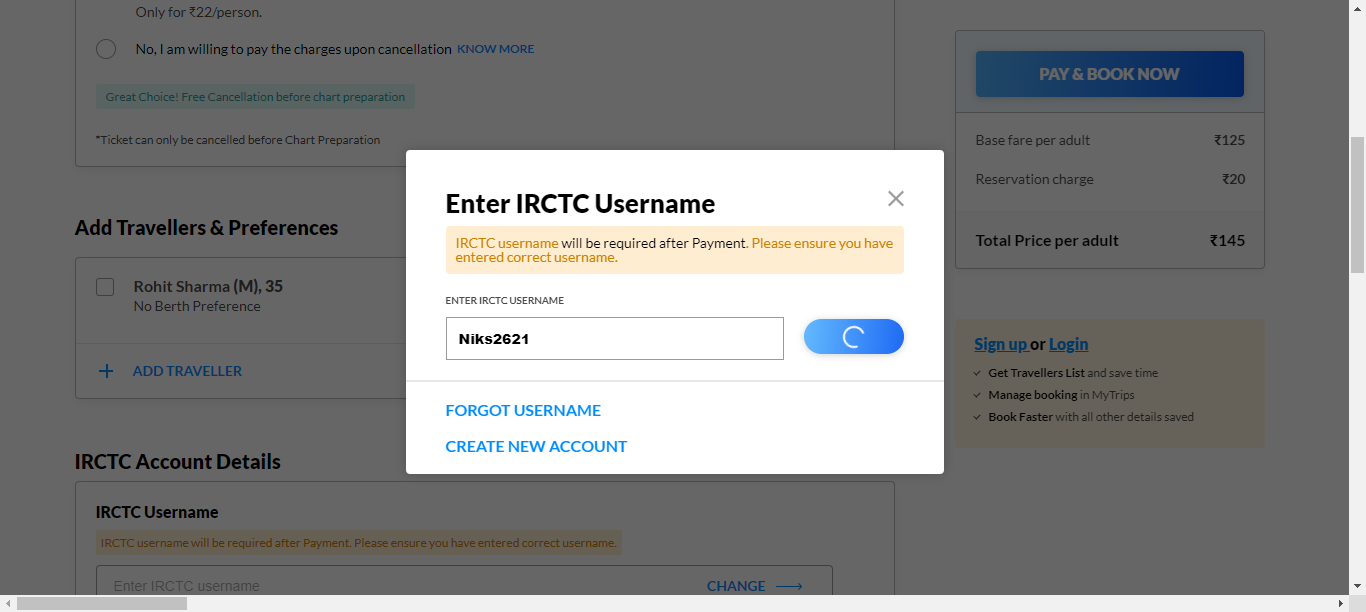 Only for ₹22/person.
No, I am willing to pay the charges upon cancellation KNOW MORE
Great Choice! Free Cancellation before chart preparation
*Ticket can only be cancelled before Chart Preparation
Add Travellers & Preferences
Rohit Sharma (M), 35
No Berth Preference
+ ADD TRAVELLER
IRCTC Account Details
IRCTC Username
IRCTC username will be required after Payment. Please ensure you have entered correct username.
Enter IRCTC username
CHANGE
Enter IRCTC Username
IRCTC username will be required after Payment. Please ensure you have
entered correct username.
ENTER IRCTC USERNAME
Niks2621
FORGOT USERNAME
CREATE NEW ACCOUNT
PAY & BOOK NOW
Base fare per adult ₹125
Reservation charge ₹20
Total Price per adult ₹145
Sign up or Login
Get Travellers List and save time
Manage booking in MyTrips
Book Faster with all other details saved